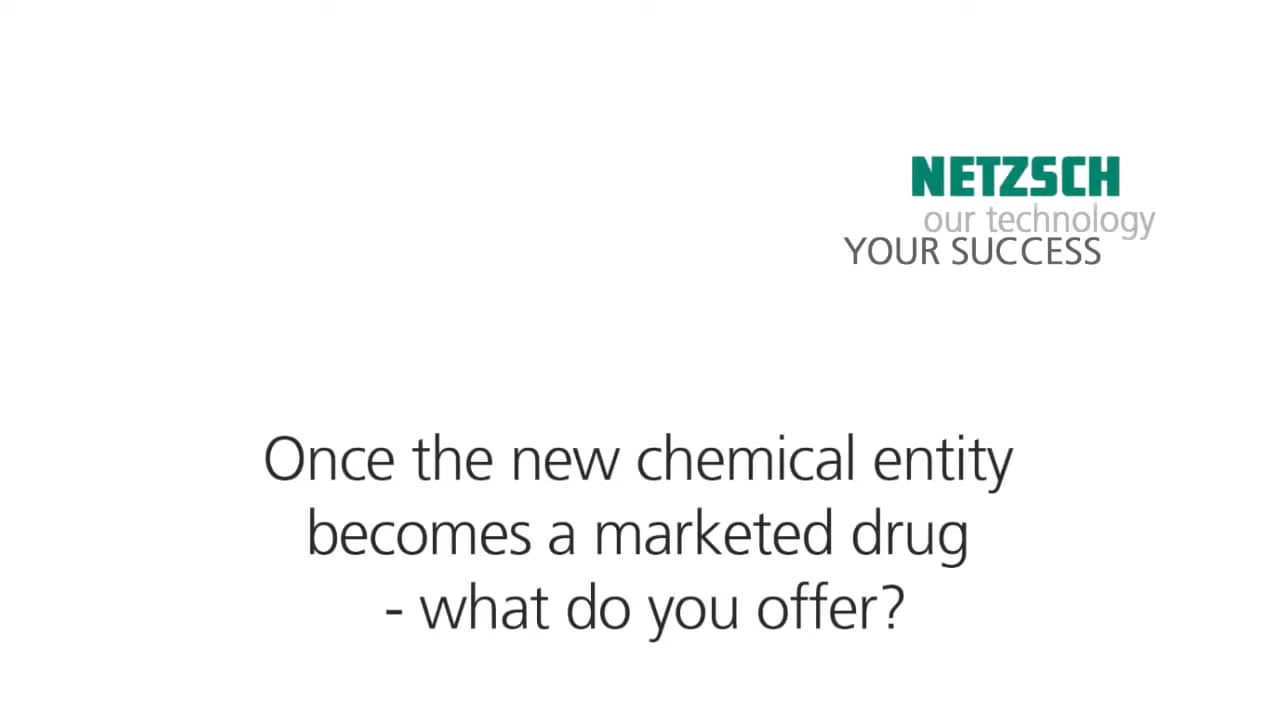 NETZSCH
our technology
YOUR SUCCESS
Once the new chemical entity
becomes a marketed drug
- what do you offer?